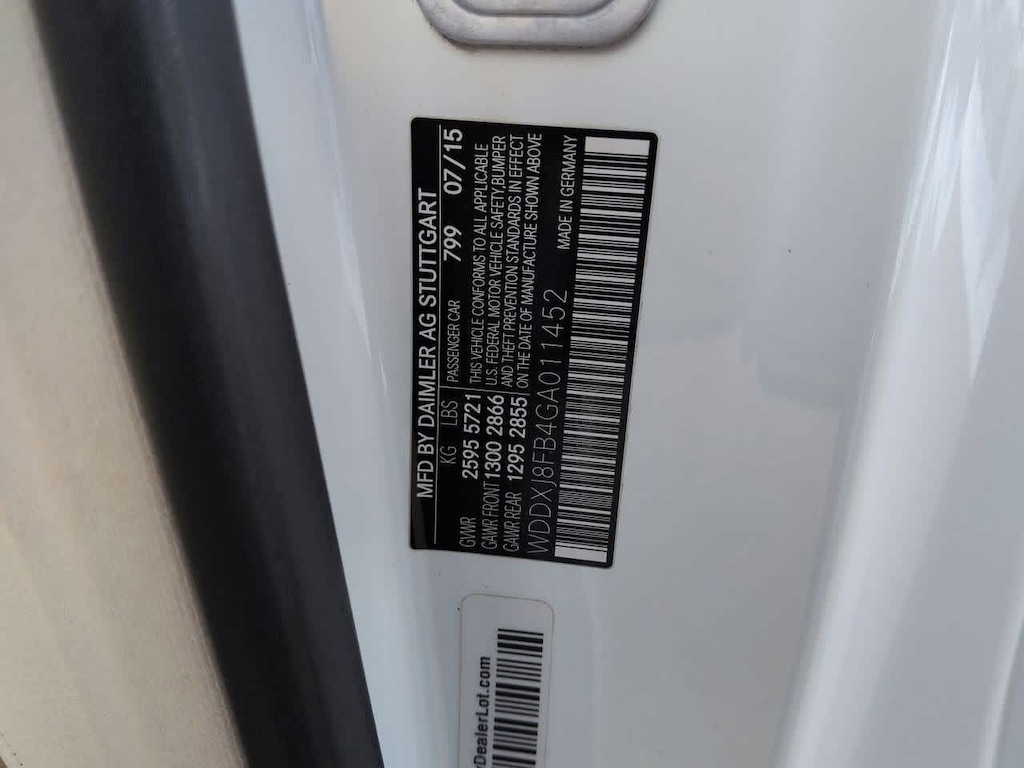 MFD BY DAIMLER AG STUTTGART
KG LBS PASSENGER CAR 799 07/15
GWR 2595 5721 THIS VEHICLE CONFORMS TO ALL APPLICABLE
GAWR FRONT 1300 2866 U.S. FEDERAL MOTOR VEHICLE SAFETY,BUMPER
GAWR REAR 1295 2855 AND THEFT PREVENTION STANDARDS IN EFFECT
ON THE DATE OF MANUFACTURE SHOWN ABOVE
WDDXJ8FB4GA011452 MADE IN GERMANY
DealerLot.com